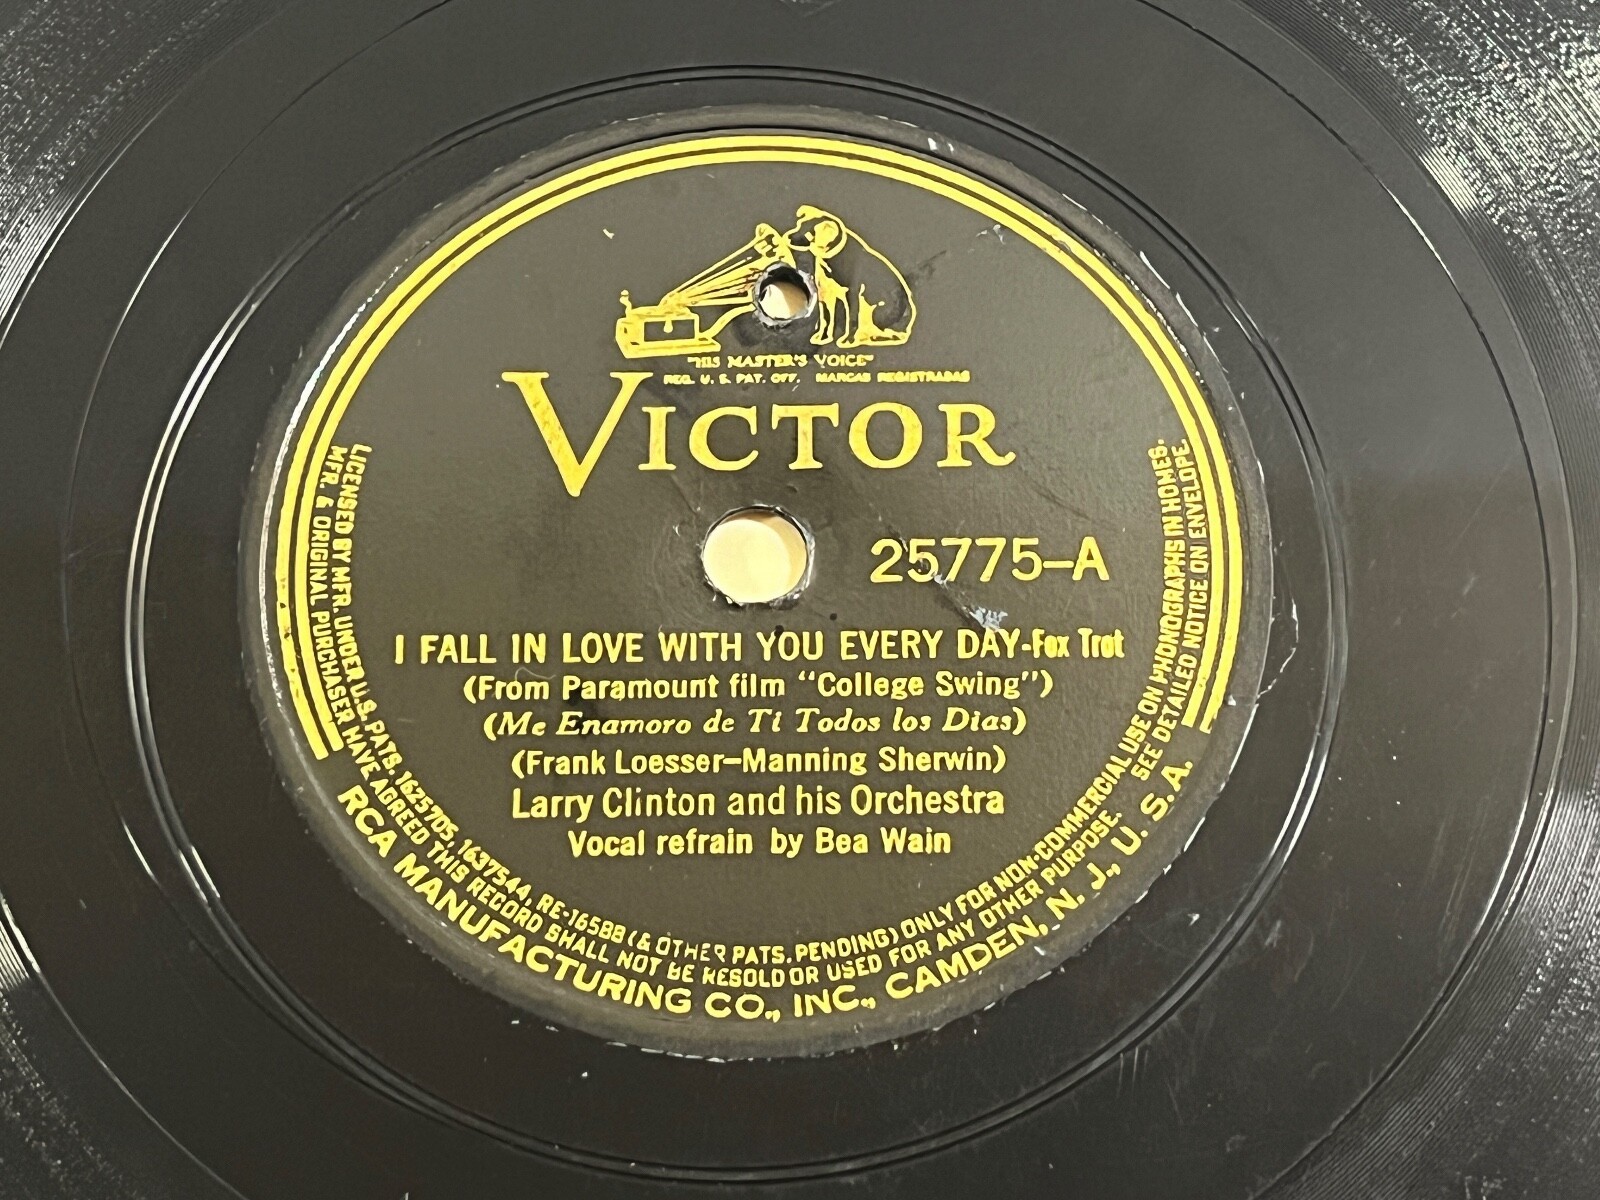 "HIS MASTER'S VOICE"
REG. U. S. PAT. OFF. MARCAS REGISTRADAS
VICTOR
25775-A
I FALL IN LOVE WITH YOU EVERY DAY-Fox Trot
(From Paramount film "College Swing")
(Me Enamoro de Ti Todos los Dias)
(Frank Loesser-Manning Sherwin)
Larry Clinton and his Orchestra
Vocal refrain by Bea Wain
LICENSED BY MFR. UNDER U.S. PATS. 1625705, 1637544, RE-16588 (& OTHER PATS. PENDING) ONLY FOR NON-COMMERCIAL USE ON PHONOGRAPHS IN HOMES.
MFR. & ORIGINAL PURCHASER HAVE AGREED THIS RECORD SHALL NOT BE RESOLD OR USED FOR ANY OTHER PURPOSE. SEE DETAILED NOTICE ON ENVELOPE.
RCA MANUFACTURING CO., INC., CAMDEN, N. J., U. S. A.